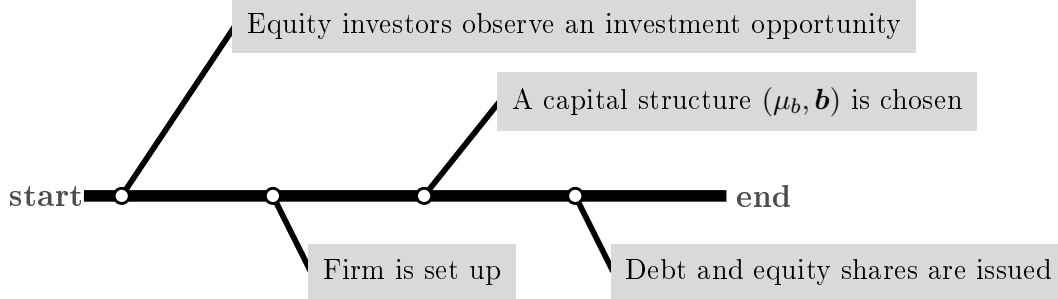 Equity investors observe an investment opportunity
A capital structure (μ_b, b) is chosen
start
end
Firm is set up
Debt and equity shares are issued